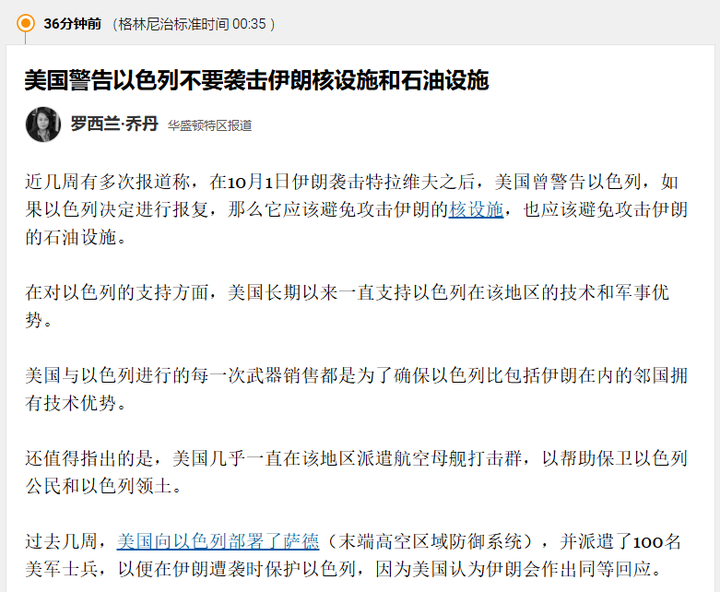 36分钟前 （格林尼治标准时间 00:35 ）
美国警告以色列不要袭击伊朗核设施和石油设施
罗西兰·乔丹 华盛顿特区报道
近几周有多次报道称，在10月1日伊朗袭击特拉维夫之后，美国曾警告以色列，如
果以色列决定进行报复，那么它应该避免攻击伊朗的核设施，也应该避免攻击伊朗
的石油设施。
在对以色列的支持方面，美国长期以来一直支持以色列在该地区的技术和军事优
势。
美国与以色列进行的每一次武器销售都是为了确保以色列比包括伊朗在内的邻国拥
有技术优势。
还值得指出的是，美国几乎一直在该地区派遣航空母舰打击群，以帮助保卫以色列
公民和以色列领土。
过去几周，美国向以色列部署了萨德（末端高空区域防御系统），并派遣了100名
美军士兵，以便在伊朗遭袭时保护以色列，因为美国认为伊朗会作出同等回应。